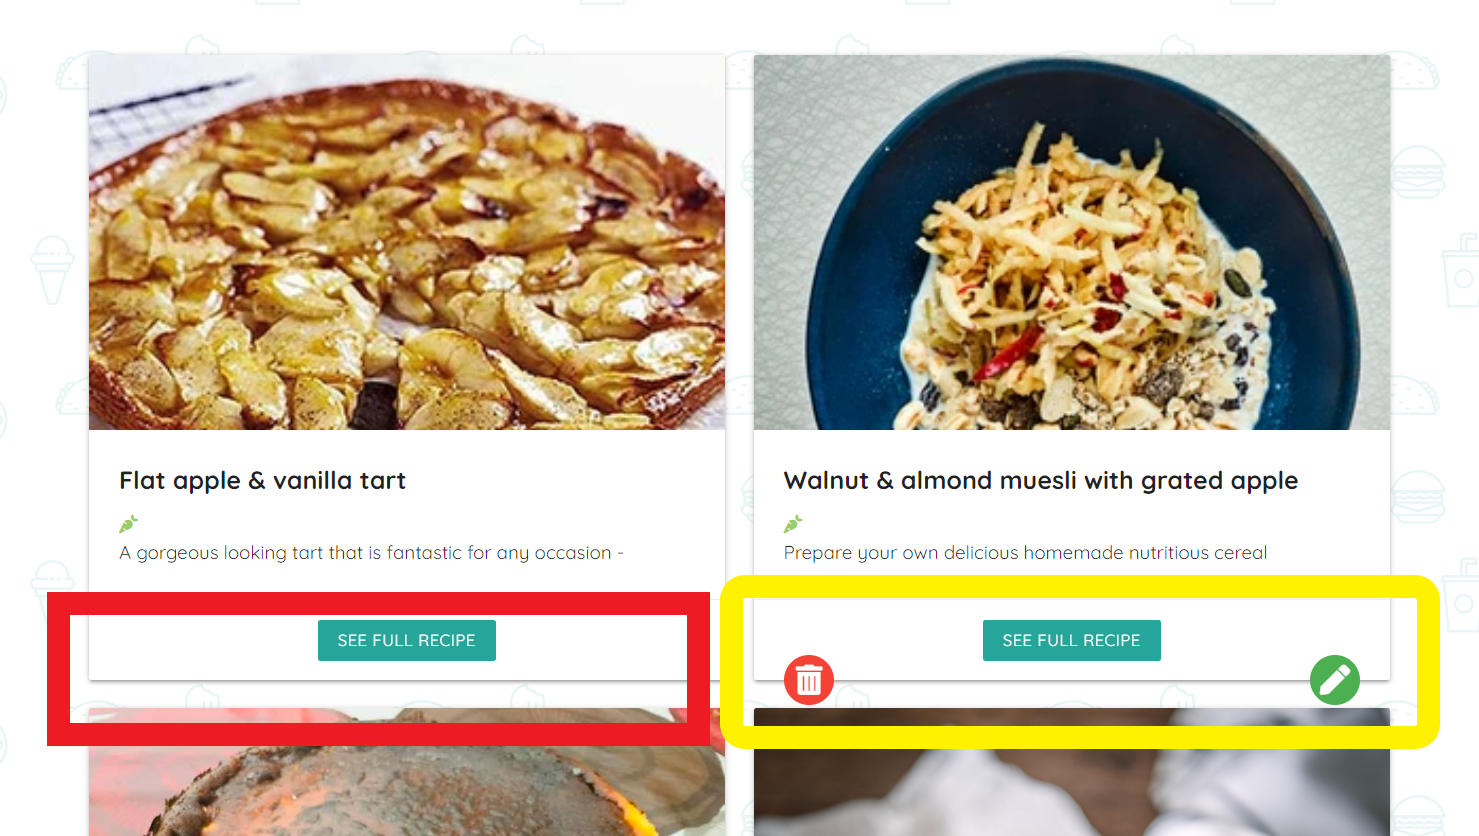 Flat apple & vanilla tart
A gorgeous looking tart that is fantastic for any occasion -
SEE FULL RECIPE
Walnut & almond muesli with grated apple
Prepare your own delicious homemade nutritious cereal
SEE FULL RECIPE